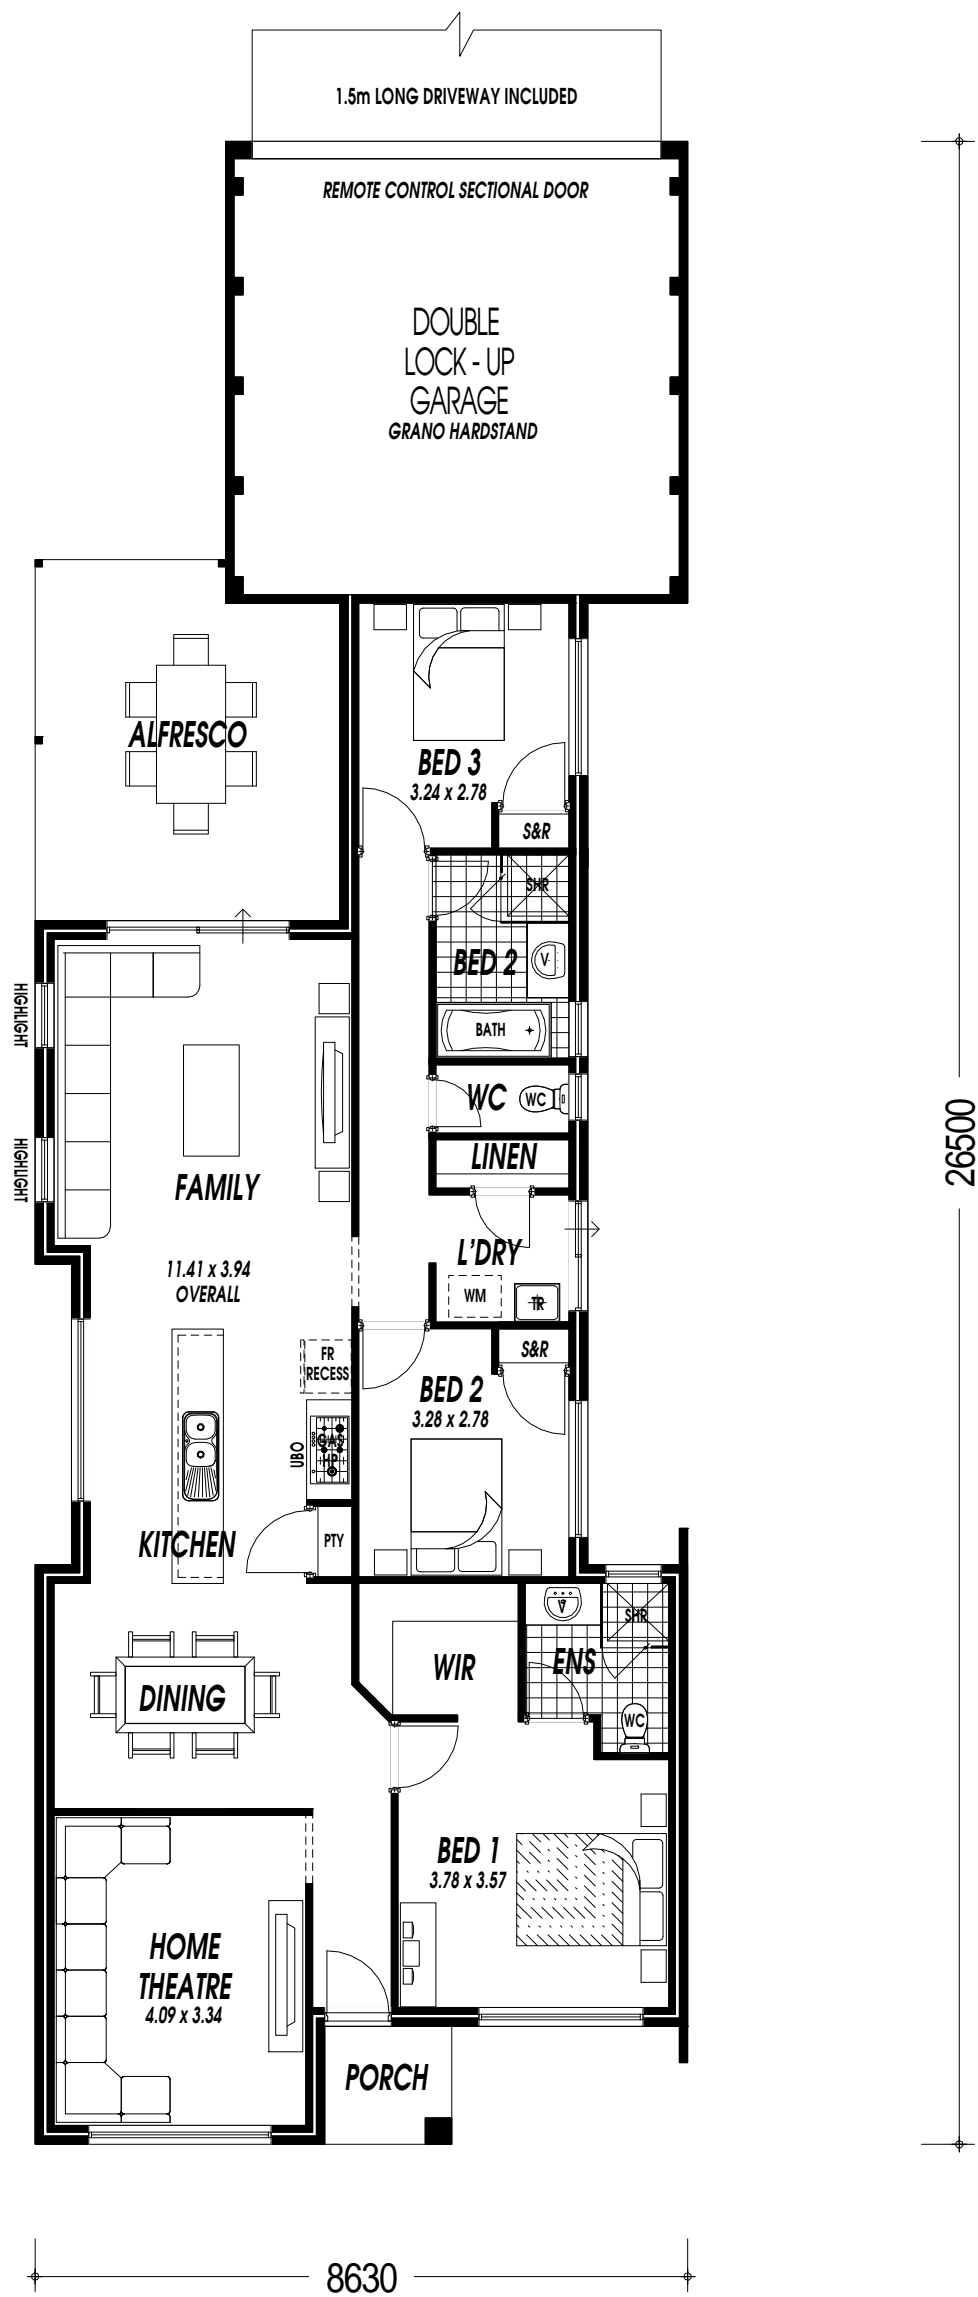 1.5m LONG DRIVEWAY INCLUDED
REMOTE CONTROL SECTIONAL DOOR
DOUBLE
LOCK - UP
GARAGE
GRANO HARDSTAND
ALFRESCO
BED 3
3.24 x 2.78
S&R
SHR
BED 2
V
BATH
HIGHLIGHT
WC
WC
LINEN
HIGHLIGHT
FAMILY
26500
L'DRY
11.41 x 3.94
OVERALL
WM
TR
FR
RECESS
S&R
BED 2
3.28 x 2.78
UBO
GAS
HP
KITCHEN
PTY
V
SHR
WIR
ENS
DINING
WC
BED 1
3.78 x 3.57
HOME
THEATRE
4.09 x 3.34
PORCH
8630